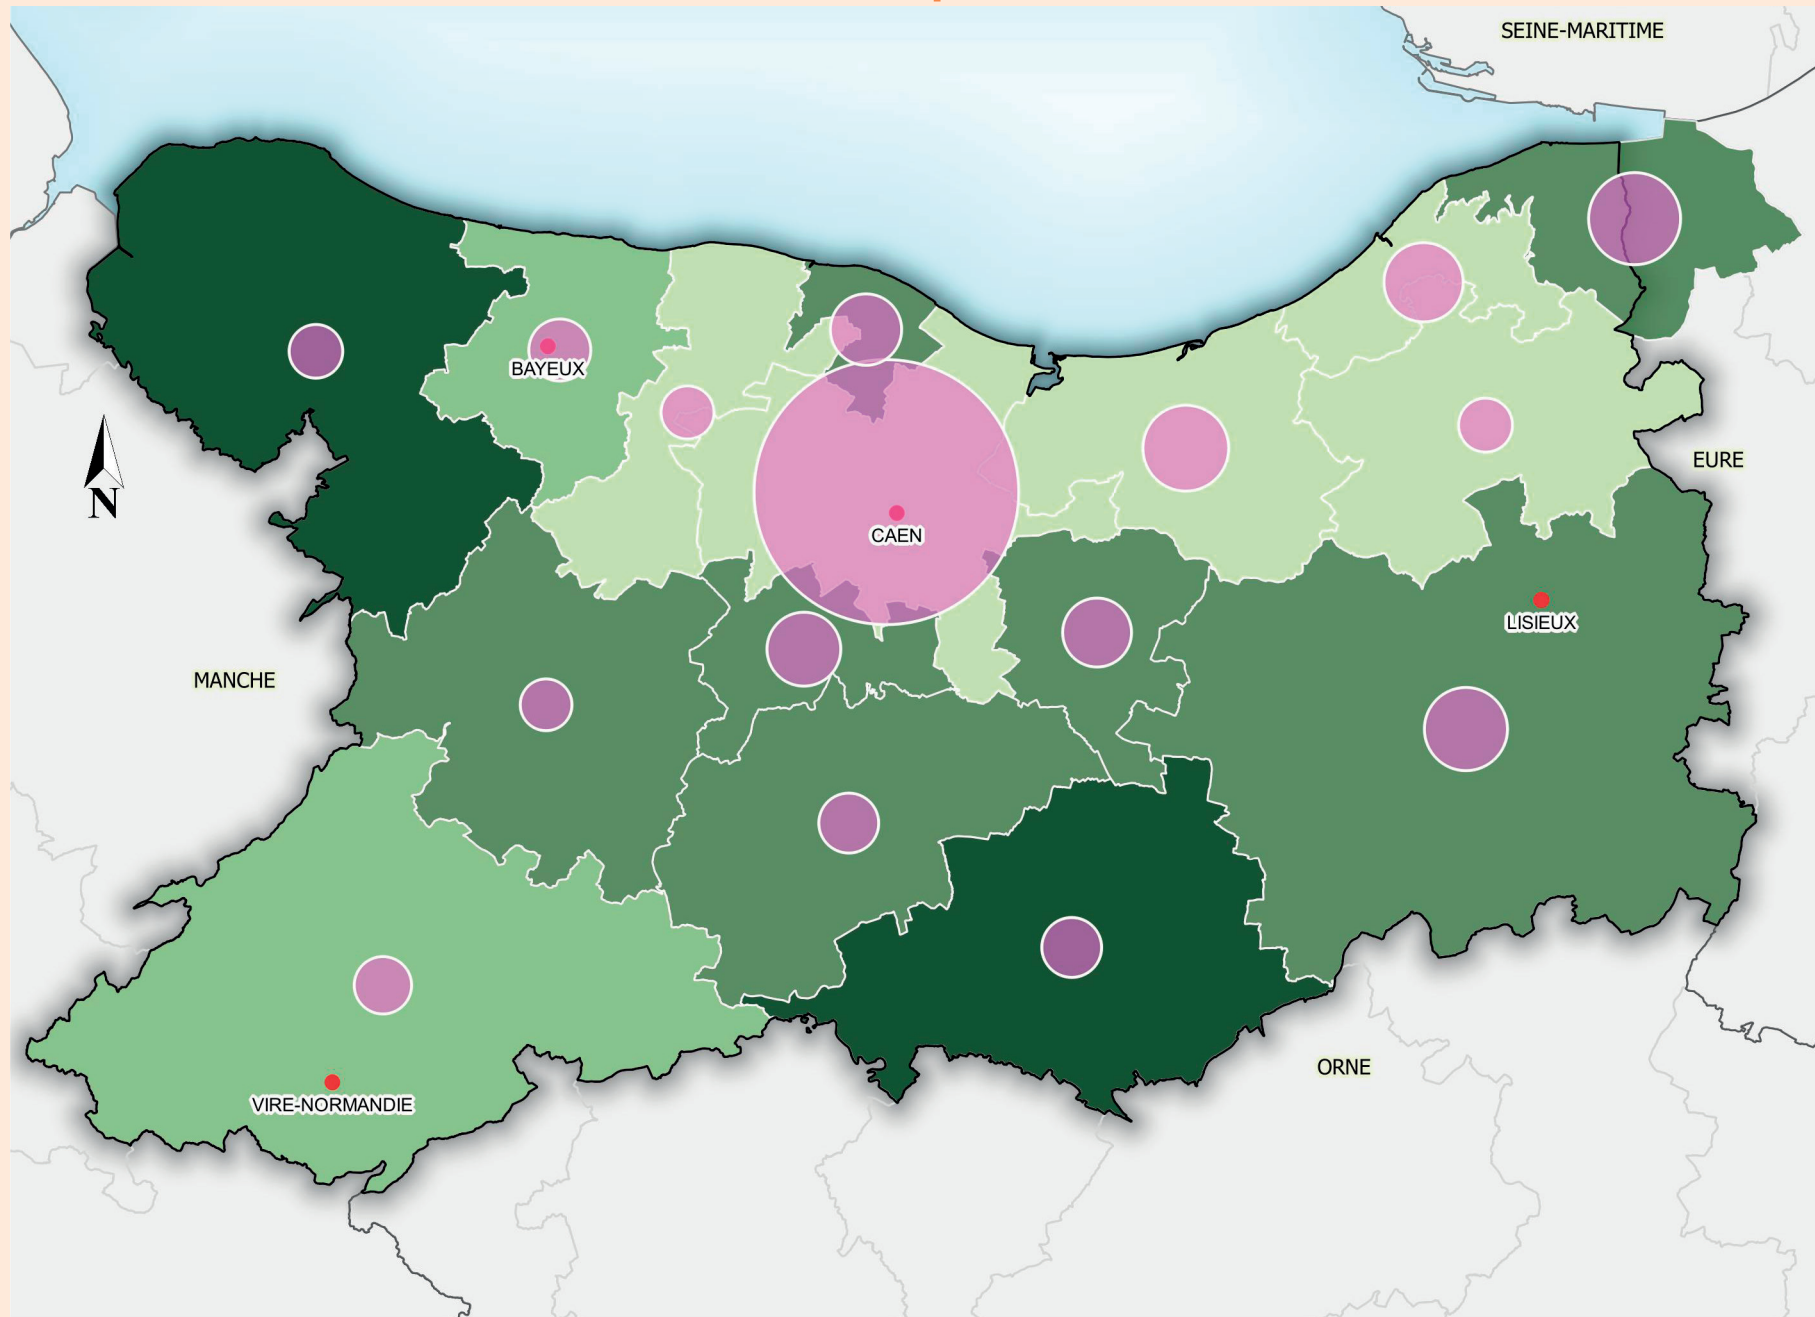 SEINE-MARITIME
BAYEUX
EURE
N
CAEN
LISIEUX
MANCHE
ORNE
VIRE-NORMANDIE